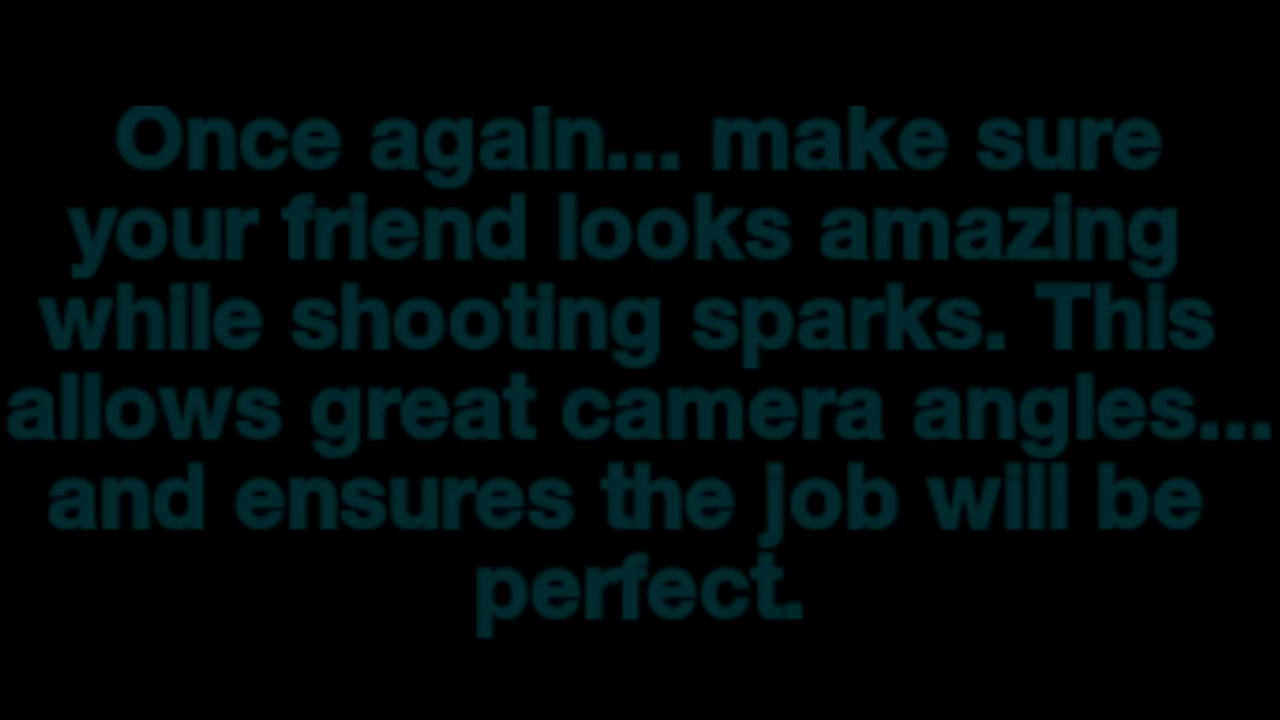 Once again... make sure
your friend looks amazing
while shooting sparks. This
allows great camera angles...
and ensures the job will be
perfect.